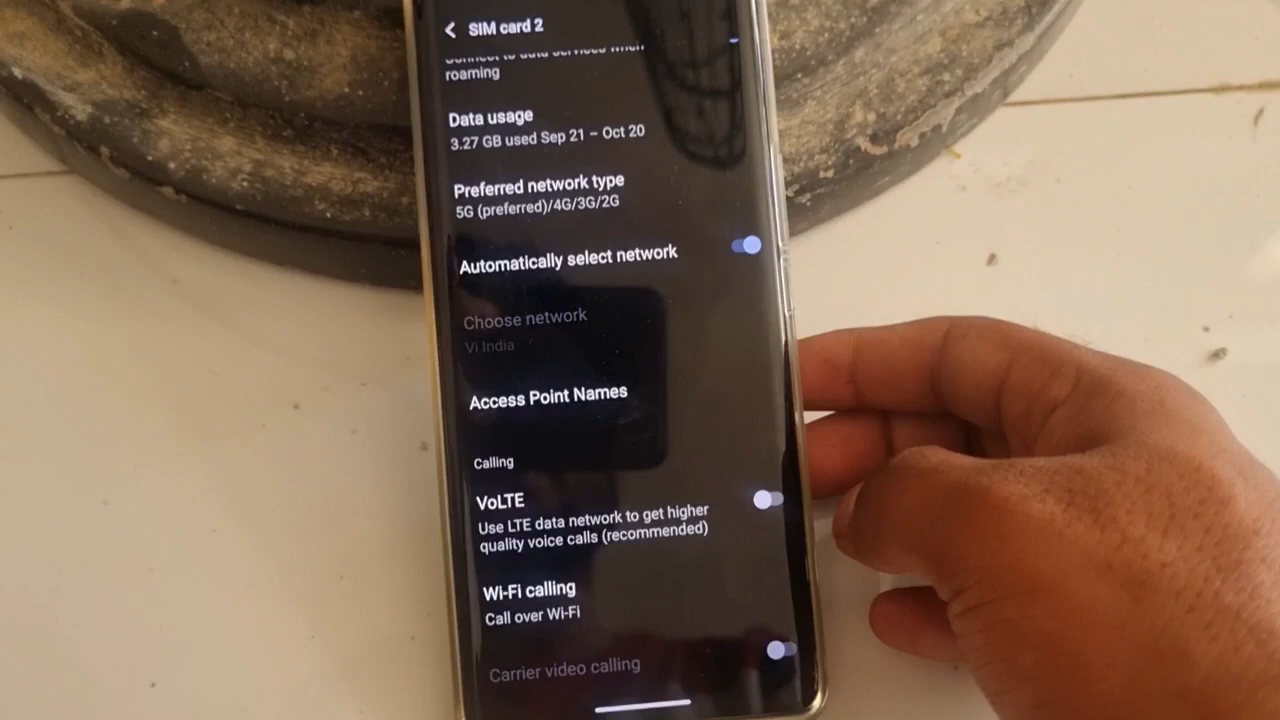 SIM card 2
Connect to data services when
roaming
Data usage
3.27 GB used Sep 21 – Oct 20
Preferred network type
5G (preferred)/4G/3G/2G
Automatically select network
Choose network
Vi India
Access Point Names
Calling
VoLTE
Use LTE data network to get higher
quality voice calls (recommended)
Wi-Fi calling
Call over Wi-Fi
Carrier video calling